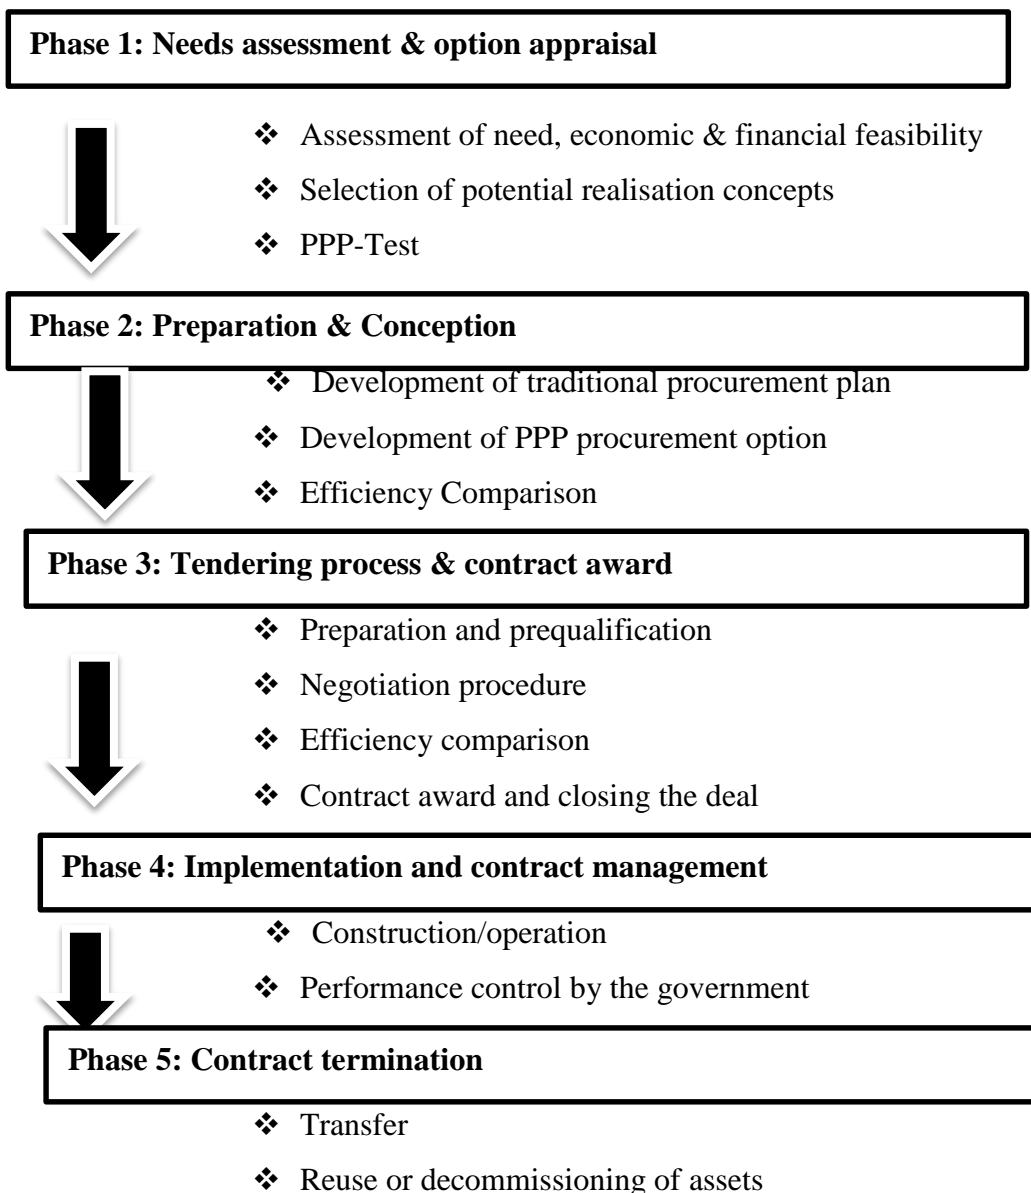 Phase 1: Needs assessment & option appraisal
❖ Assessment of need, economic & financial feasibility
❖ Selection of potential realisation concepts
❖ PPP-Test
Phase 2: Preparation & Conception
❖ Development of traditional procurement plan
❖ Development of PPP procurement option
❖ Efficiency Comparison
Phase 3: Tendering process & contract award
❖ Preparation and prequalification
❖ Negotiation procedure
❖ Efficiency comparison
❖ Contract award and closing the deal
Phase 4: Implementation and contract management
❖ Construction/operation
❖ Performance control by the government
Phase 5: Contract termination
❖ Transfer
❖ Reuse or decommissioning of assets